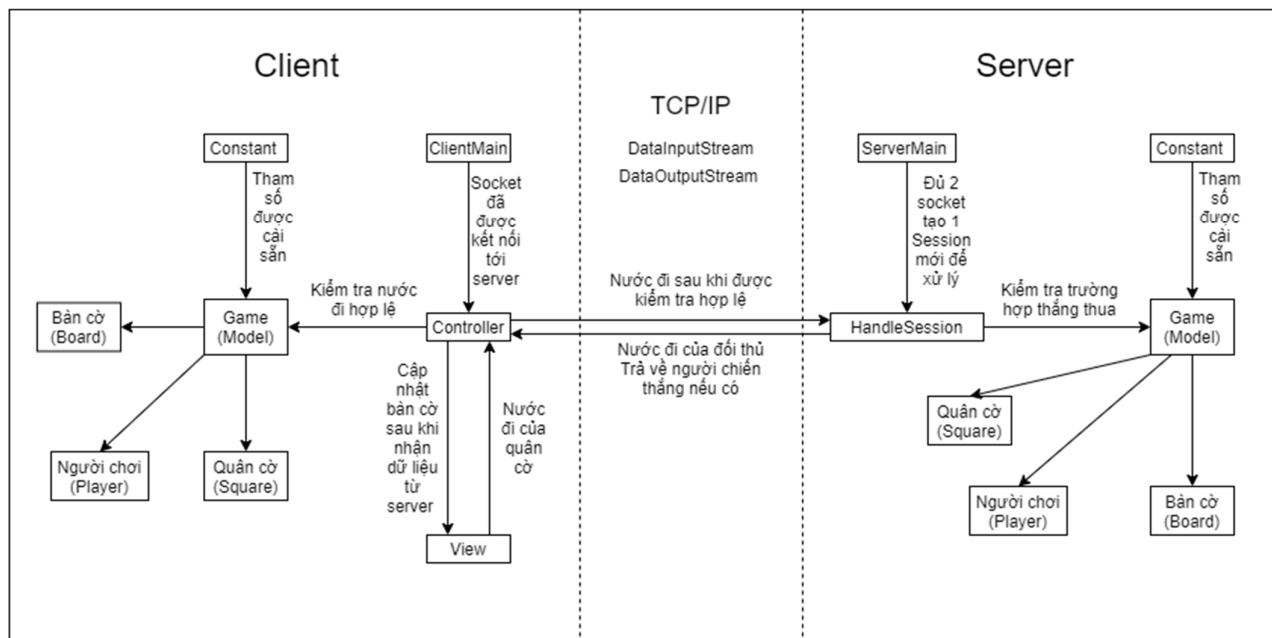 Client
TCP/IP
Server
DataInputStream
DataOutputStream
Constant
Tham
số
được
cài
sẵn
ClientMain
Socket
đã
được
kết nối
tới
server
ServerMain
Đủ 2
socket
tạo 1
Session
mới để
xử lý
Constant
Tham
số
được
cài
sẵn
Bàn cờ
(Board)
Game
(Model)
Kiểm tra nước
đi hợp lệ
Controller
Nước đi sau khi được
kiểm tra hợp lệ
Nước đi của đối thủ
Trả về người chiến
thắng nếu có
HandleSession
Kiểm tra trường
hợp thắng thua
Game
(Model)
Người chơi
(Player)
Quân cờ
(Square)
Cập
nhật
bàn cờ
sau khi
nhận
dữ liệu
từ
server
Nước
đi của
quân
cờ
View
Quân cờ
(Square)
Người chơi
(Player)
Bàn cờ
(Board)